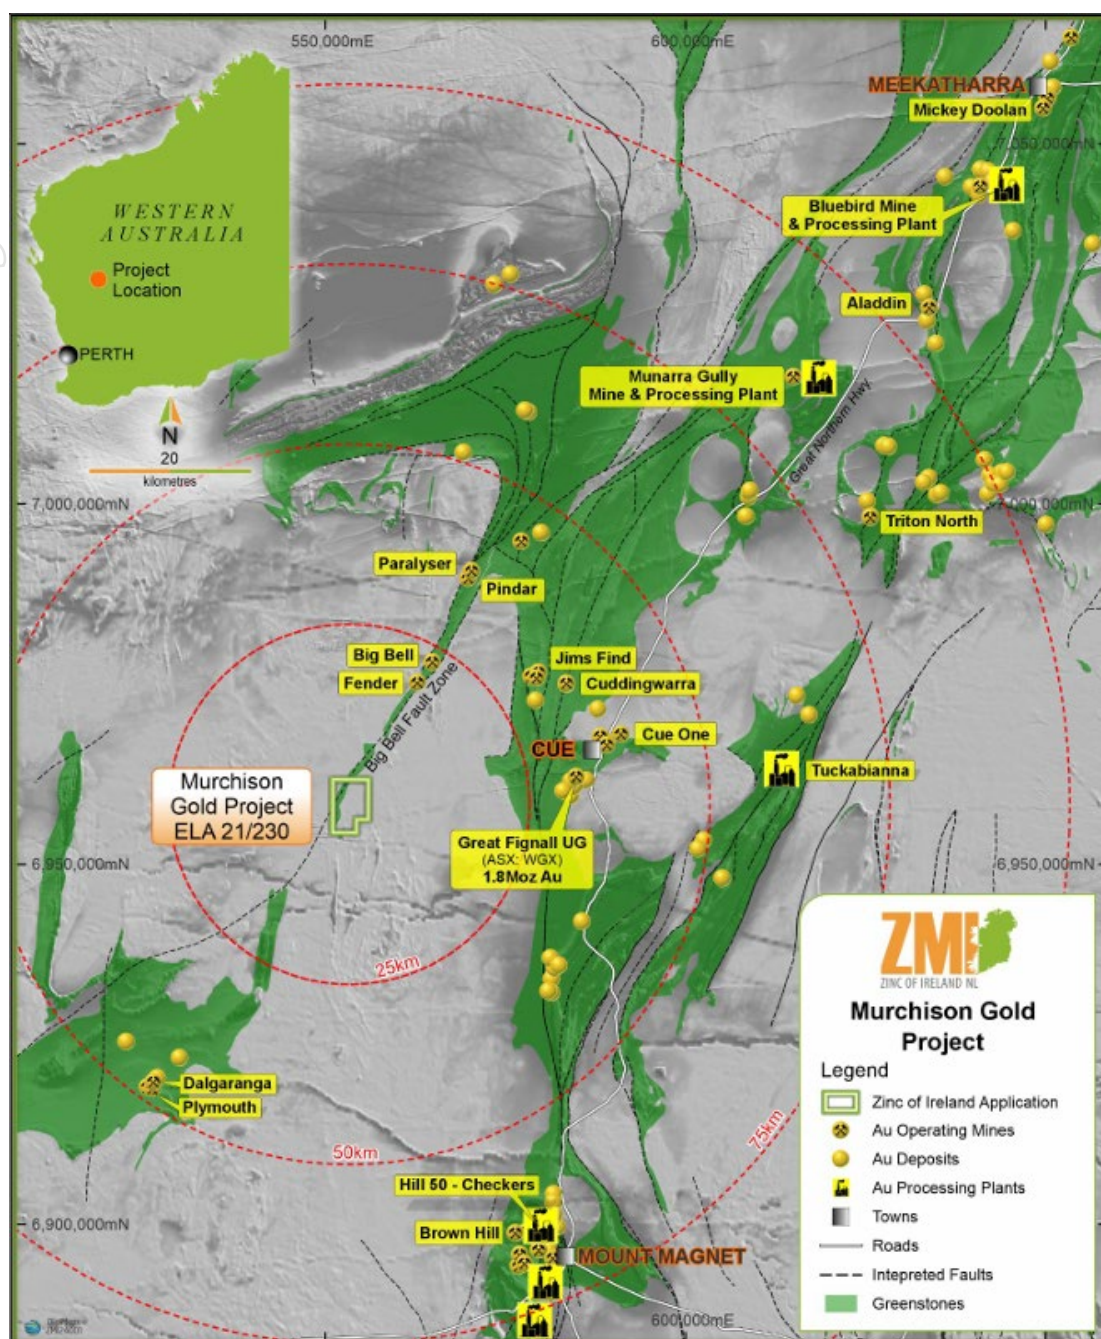 550,000mE
600,000mE
MEEKATHARRA
Mickey Doolan
7,050,000mN
WESTERN
AUSTRALIA
Project
Location
PERTH
Bluebird Mine
& Processing Plant
Aladdin
Munarra Gully
Mine & Processing Plant
Great Northern Hwy
N
20
kilometres
7,000,000mN
7,000,000mN
Triton North
Paralyser
Pindar
Big Bell
Fender
Big Bell Fault Zone
Jims Find
Cuddingwarra
CUE
Cue One
Tuckabianna
Murchison
Gold Project
ELA 21/230
Great Fignall UG
(ASX: WGX)
1.8Moz Au
6,950,000mN
6,950,000mN
25km
Dalgaranga
Plymouth
50km
75km
Hill 50 - Checkers
6,900,000mN
Brown Hill
MOUNT MAGNET
600,000mE
ZMI
ZINC OF IRELAND NL
Murchison Gold
Project
Legend
Zinc of Ireland Application
Au Operating Mines
Au Deposits
Au Processing Plants
Towns
Roads
Intepreted Faults
Greenstones